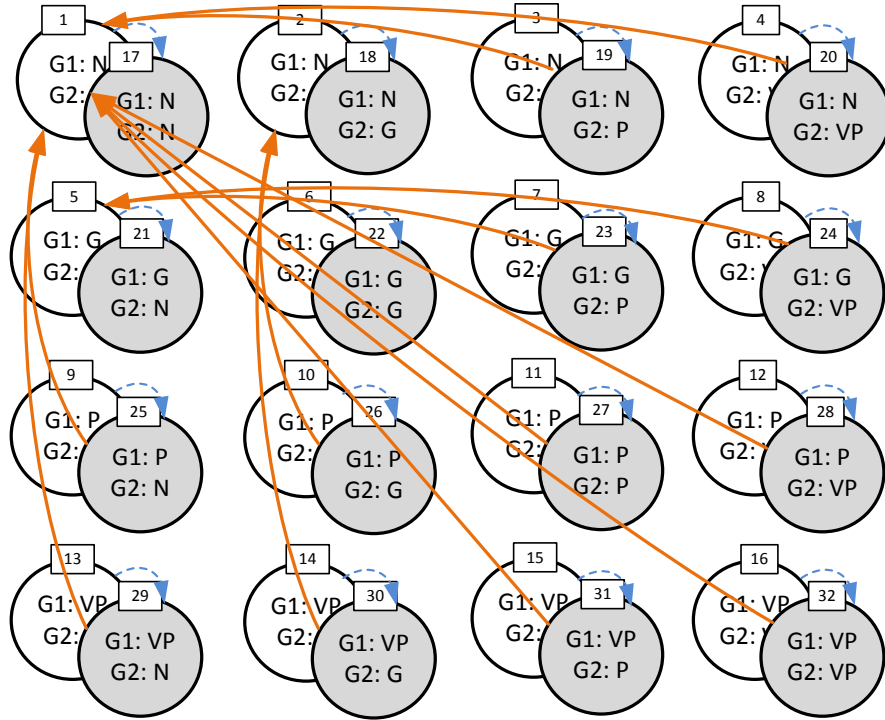 1
G1: N
G2:
17
G1: N
G2: N
2
G1: N
G2:
18
G1: N
G2: G
3
G1: N
G2:
19
G1: N
G2: P
4
G1: N
G2:
20
G1: N
G2: VP
5
G1: G
G2:
21
G1: G
G2: N
6
G1: G
G2:
22
G1: G
G2: G
7
G1: G
G2:
23
G1: G
G2: P
8
G1: G
G2:
24
G1: G
G2: VP
9
G1: P
G2:
25
G1: P
G2: N
10
G1: P
G2:
26
G1: P
G2: G
11
G1: P
G2:
27
G1: P
G2: P
12
G1: P
G2:
28
G1: P
G2: VP
13
G1: VP
G2:
29
G1: VP
G2: N
14
G1: VP
G2:
30
G1: VP
G2: G
15
G1: VP
G2:
31
G1: VP
G2: P
16
G1: VP
G2:
32
G1: VP
G2: VP